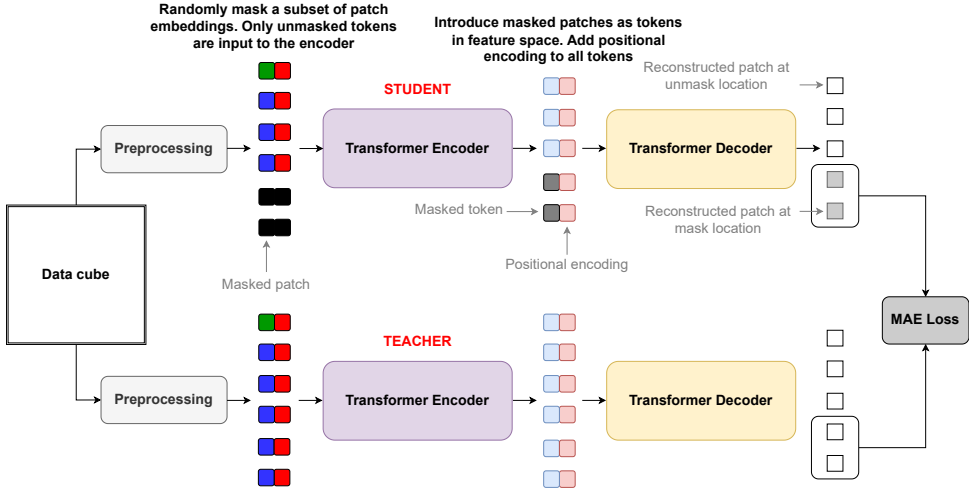 Randomly mask a subset of patch
embeddings. Only unmasked tokens
are input to the encoder
Introduce masked patches as tokens
in feature space. Add positional
encoding to all tokens
Reconstructed patch at
unmask location
STUDENT
Preprocessing
Transformer Encoder
Transformer Decoder
Masked token
Reconstructed patch at
mask location
Positional encoding
Masked patch
Data cube
MAE Loss
TEACHER
Preprocessing
Transformer Encoder
Transformer Decoder